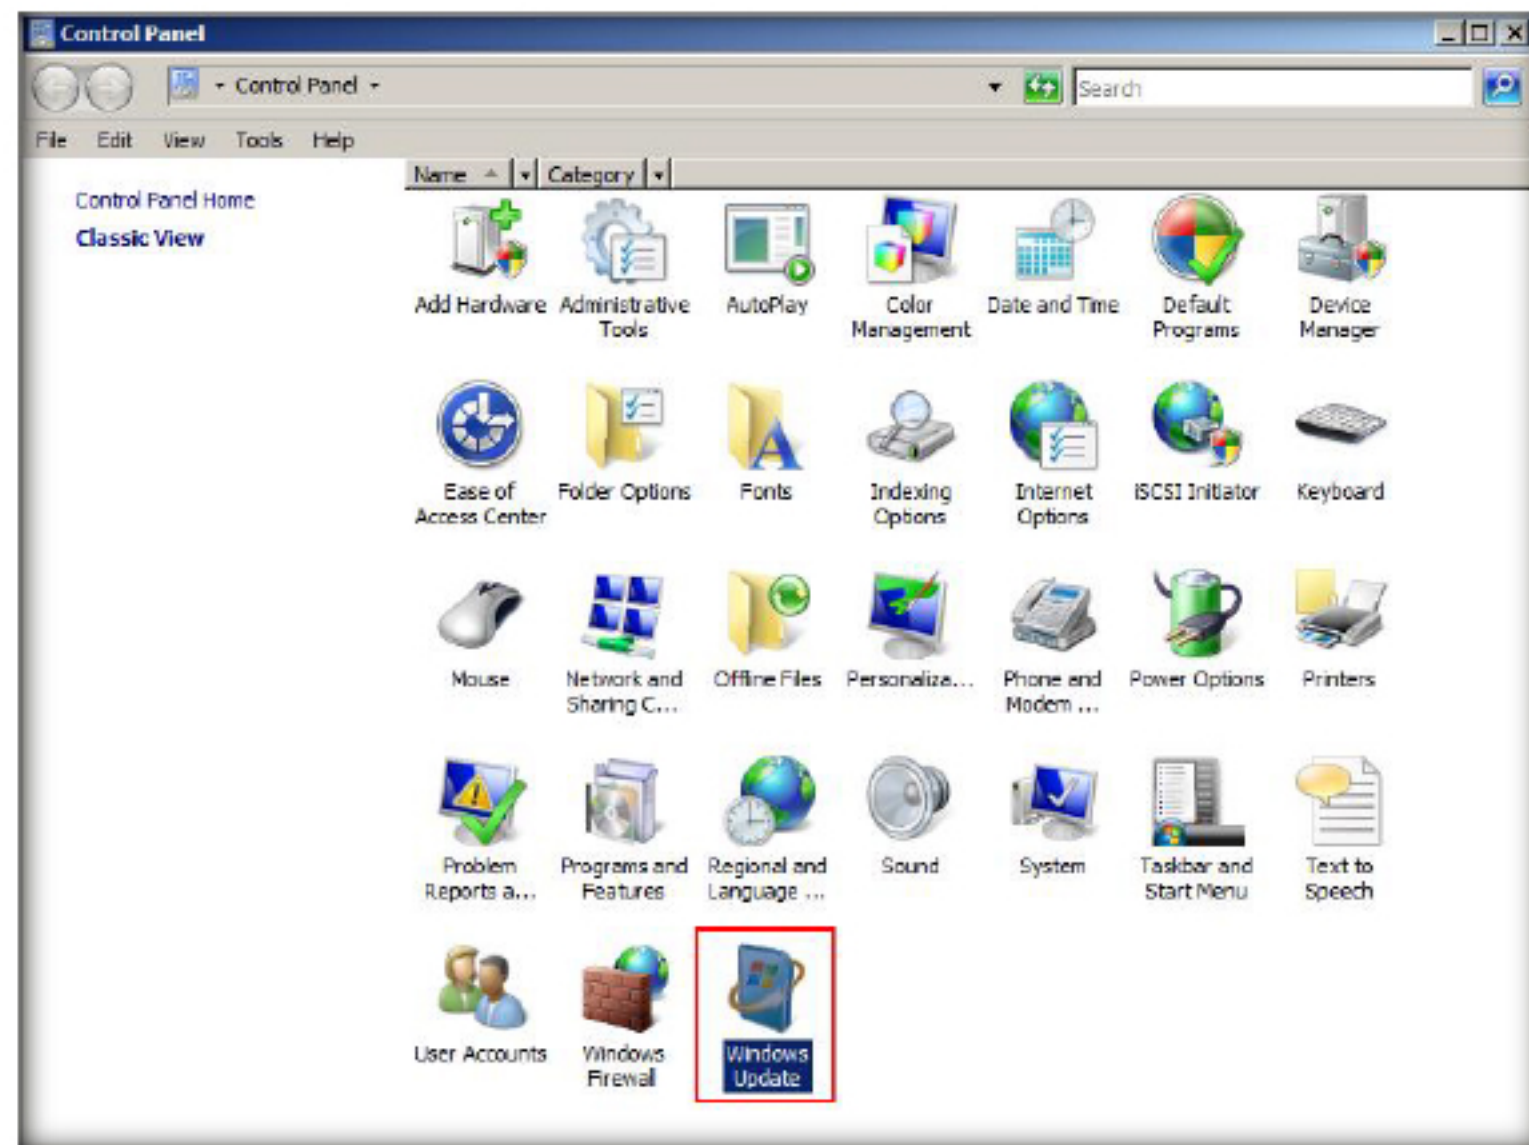 Control Panel
Control Panel
Search
File Edit View Tools Help
Name Category
Control Panel Home
Classic View
Add Hardware
Administrative
Tools
AutoPlay
Color
Management
Date and Time
Default
Programs
Device
Manager
Ease of
Access Center
Folder Options
Fonts
Indexing
Options
Internet
Options
iSCSI Initiator
Keyboard
Mouse
Network and
Sharing C...
Offline Files
Personaliza...
Phone and
Modem ...
Power Options
Printers
Problem
Reports a...
Programs and
Features
Regional and
Language ...
Sound
System
Taskbar and
Start Menu
Text to
Speech
User Accounts
Windows
Firewall
Windows
Update